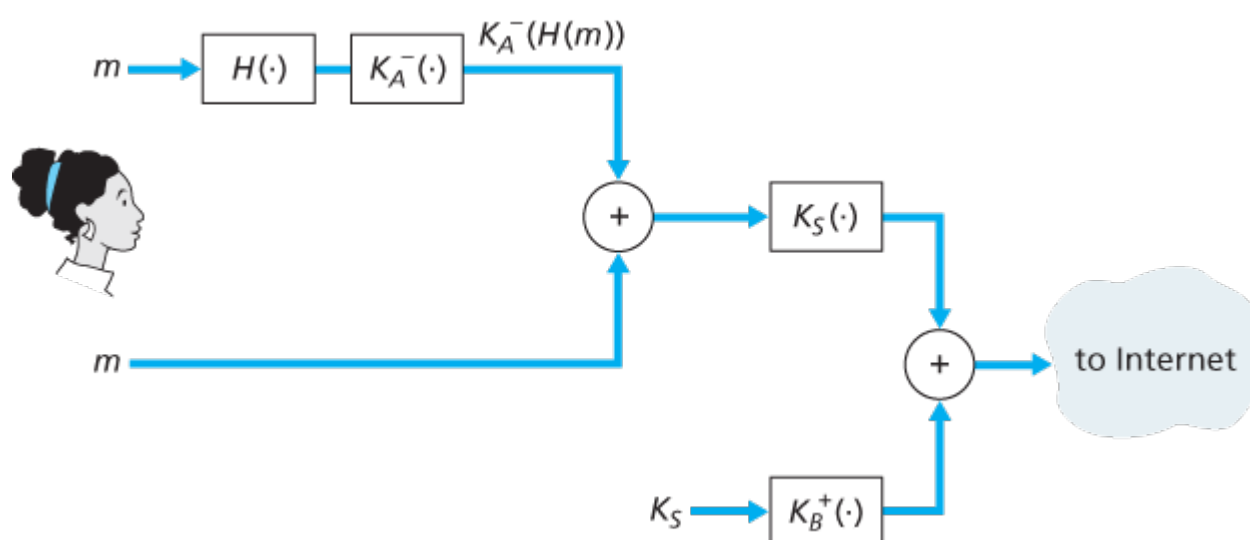 m
H(·)
K_A^-(·)
K_A^-(H(m))
+
K_S(·)
m
+
to Internet
K_S
K_B^+(·)